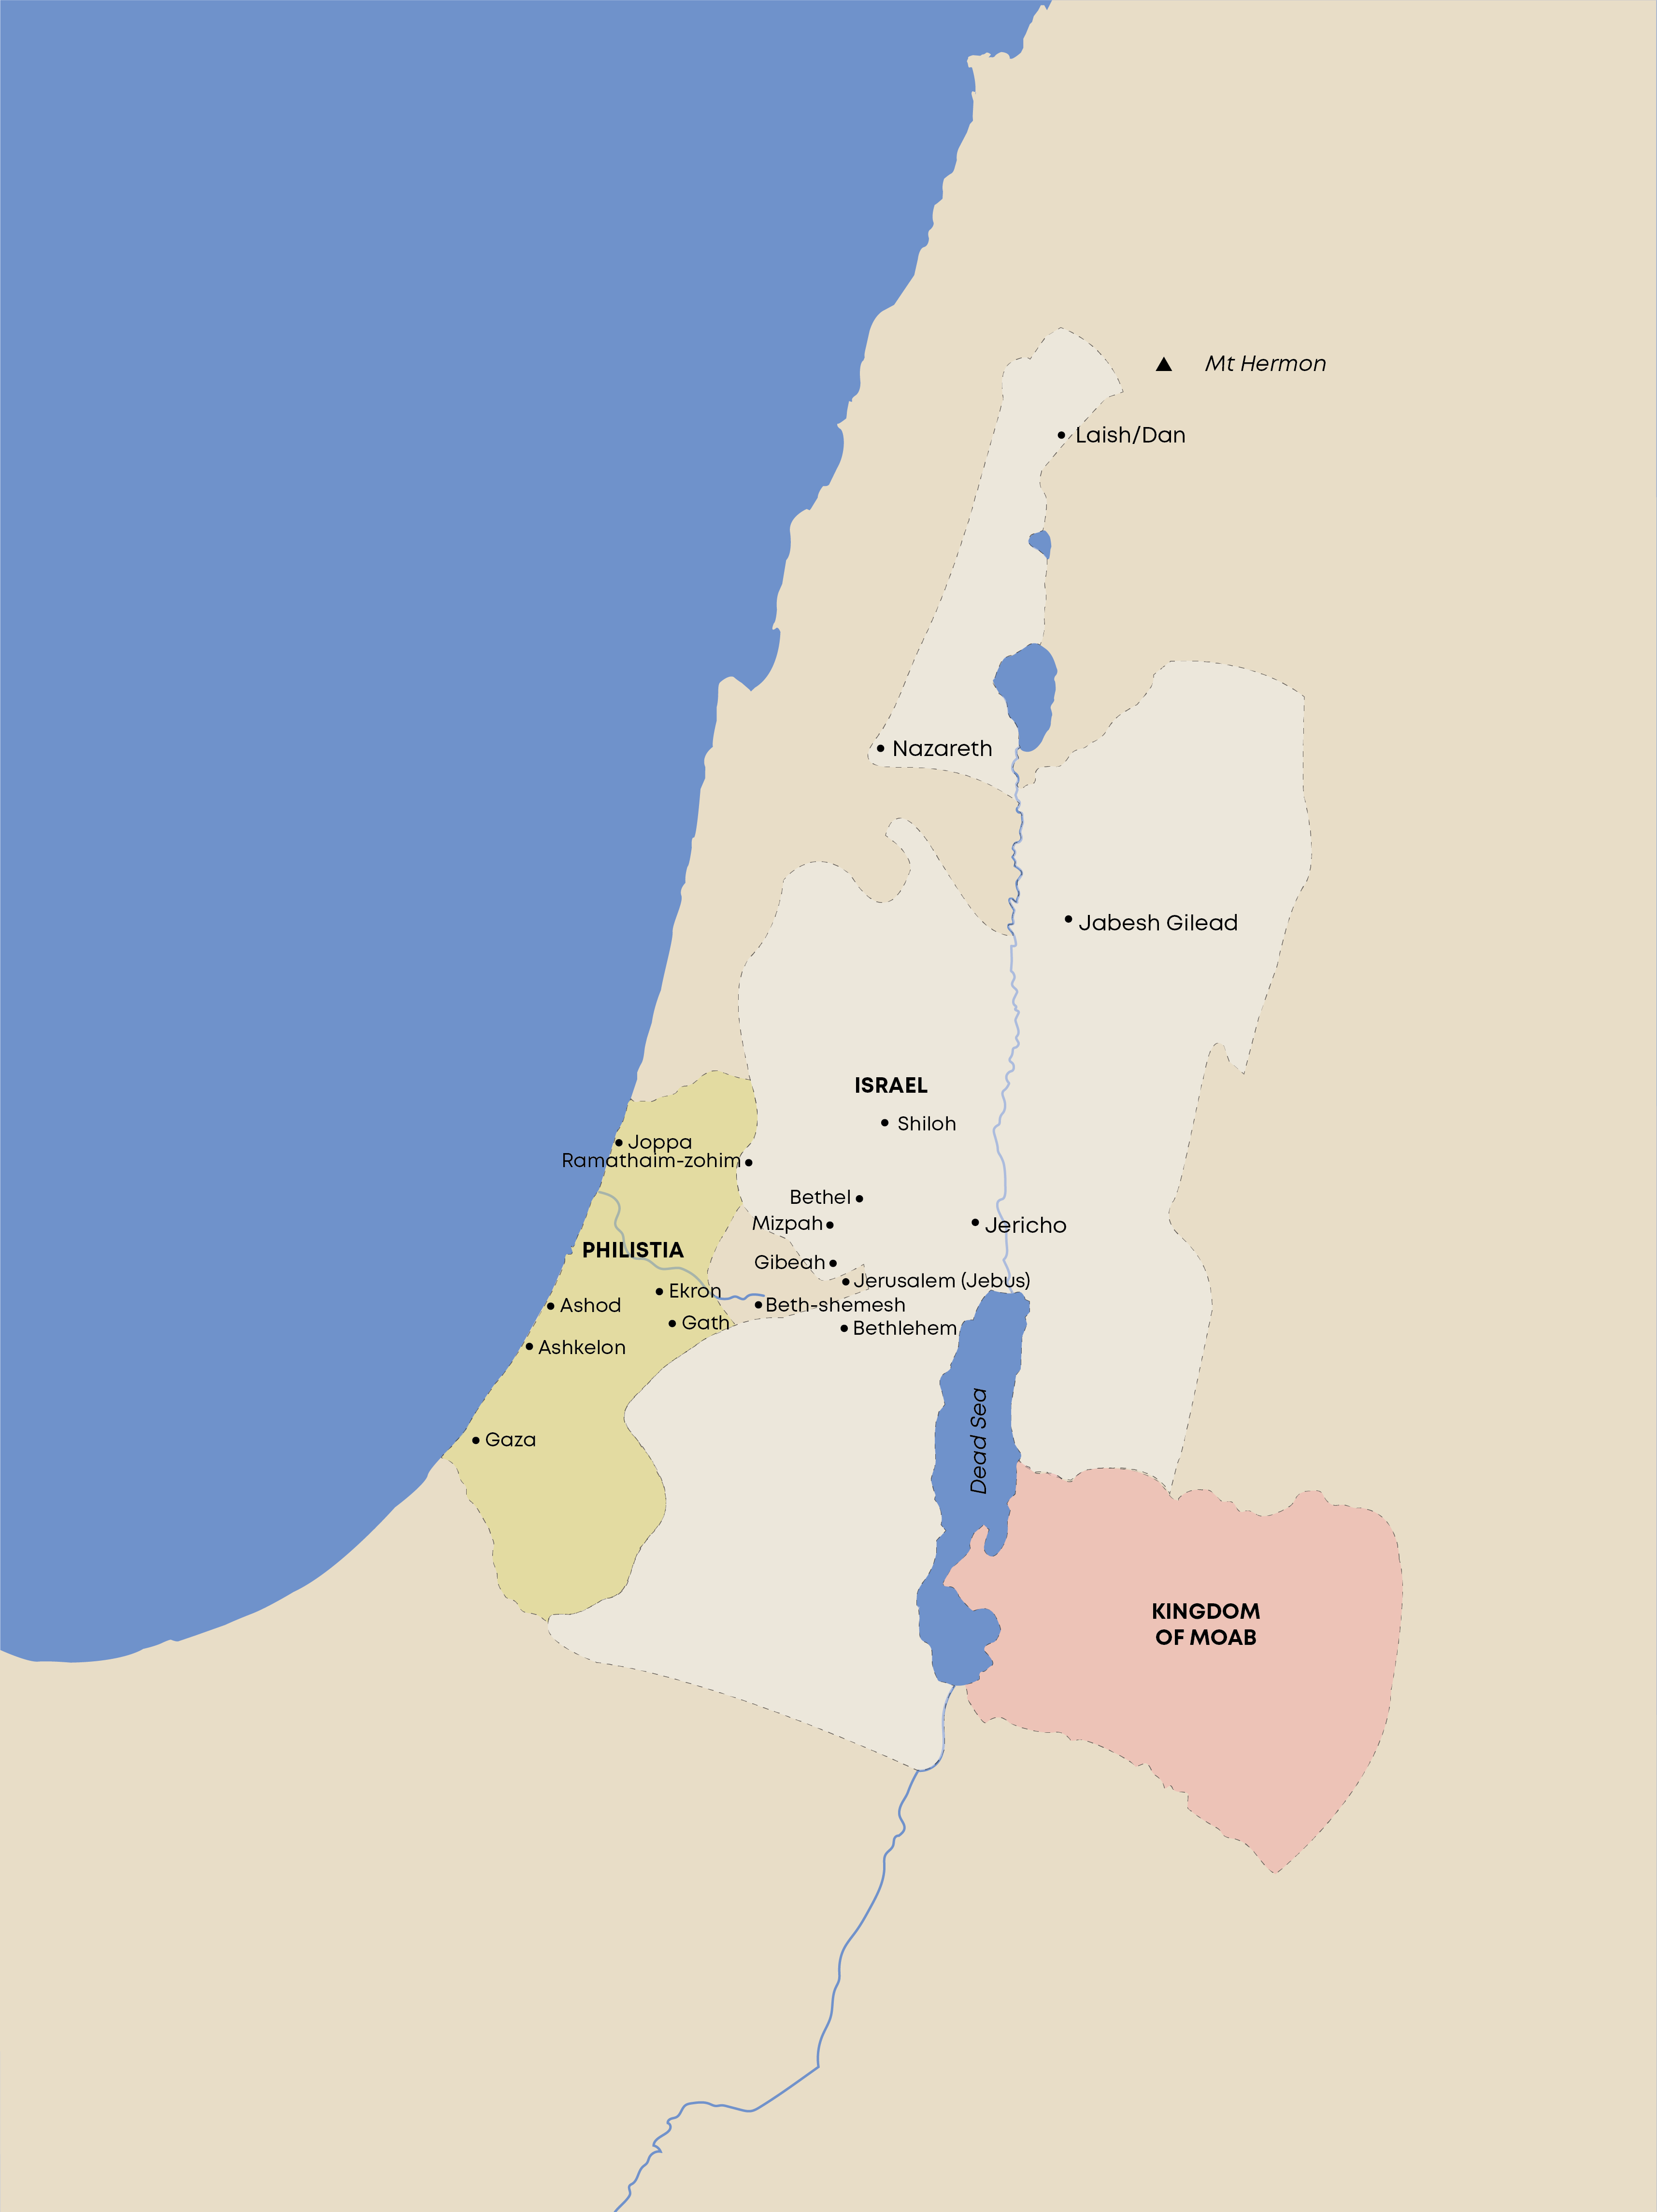 Mt Hermon
Laish/Dan
Nazareth
Jabesh Gilead
ISRAEL
Shiloh
Joppa
Ramathaim-zohim
Bethel
Mizpah
Jericho
PHILISTIA
Gibeah
Jerusalem (Jebus)
Ekron
Ashod
Beth-shemesh
Gath
Bethlehem
Ashkelon
Dead Sea
Gaza
KINGDOM
OF MOAB